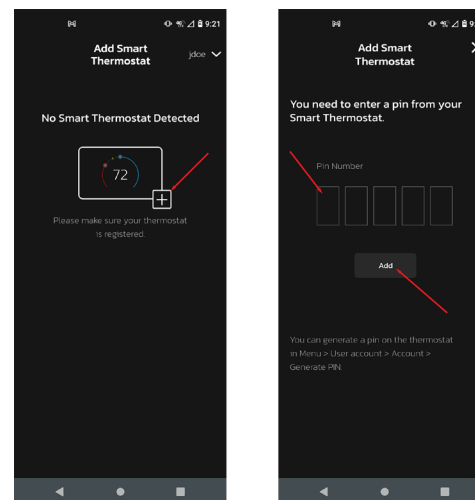 9:21
Add Smart
Thermostat
jdoe
No Smart Thermostat Detected
72
Please make sure your thermostat
is registered.
Add Smart
Thermostat
You need to enter a pin from your
Smart Thermostat.
Pin Number
Add
You can generate a pin on the thermostat
in Menu > User account > Account >
Generate PIN.